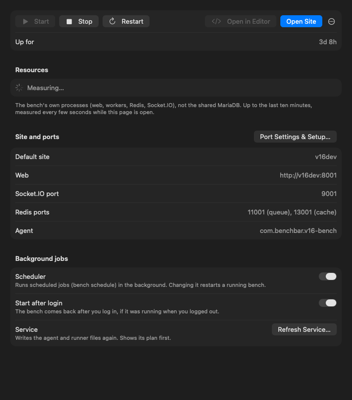 Start Stop Restart Open in Editor Open Site
Up for 3d 8h
Resources
Measuring...
The bench's own processes (web, workers, Redis, Socket.IO), not the shared MariaDB. Up to the last ten minutes,
measured every few seconds while this page is open.
Site and ports Port Settings & Setup...
Default site v16dev
Web http://v16dev:8001
Socket.IO port 9001
Redis ports 11001 (queue), 13001 (cache)
Agent com.benchbar.v16-bench
Background jobs
Scheduler
Runs scheduled jobs (bench schedule) in the background. Changing it restarts a running bench.
Start after login
The bench comes back after you log in, if it was running when you logged out.
Service Refresh Service...
Writes the agent and runner files again. Shows its plan first.